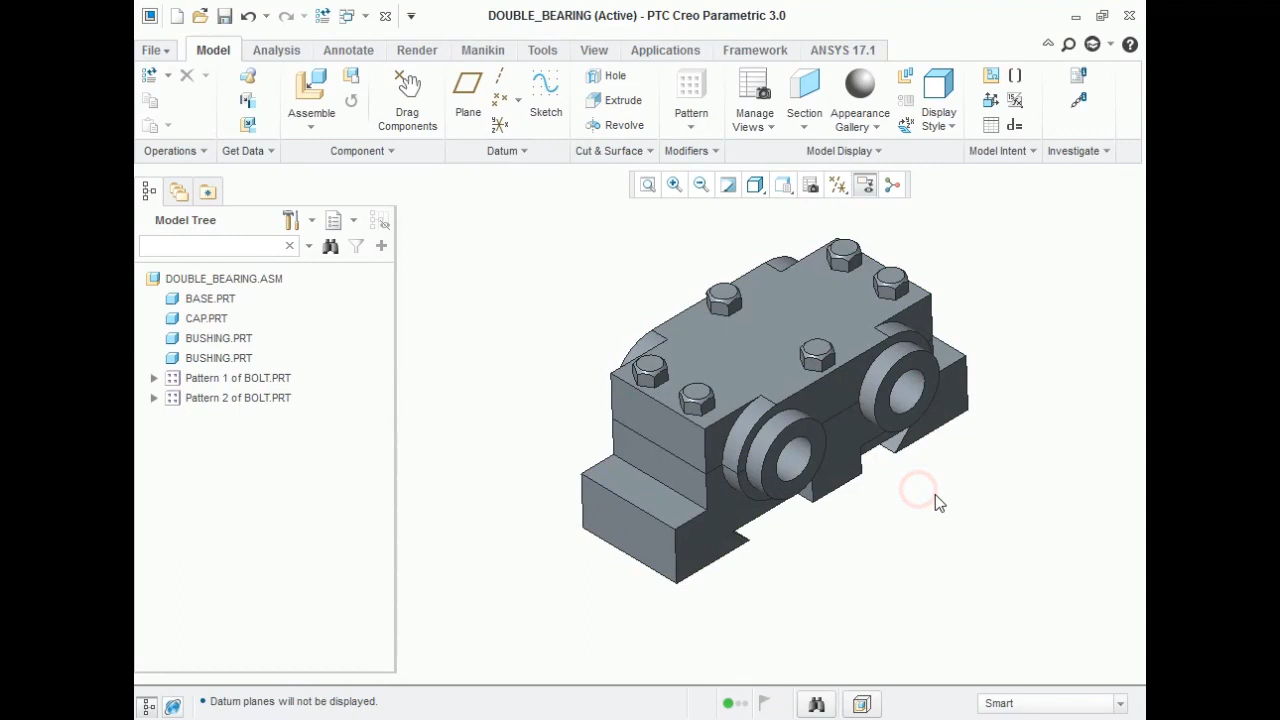 DOUBLE_BEARING (Active) - PTC Creo Parametric 3.0
File Model Analysis Annotate Render Manikin Tools View Applications Framework ANSYS 17.1
Hole
Extrude
Revolve
Assemble
Drag
Components
Plane
Sketch
Pattern
Manage
Views
Section
Appearance
Gallery
Display
Style
Operations Get Data Component Datum Cut & Surface Modifiers Model Display Model Intent Investigate
Model Tree
DOUBLE_BEARING.ASM
BASE.PRT
CAP.PRT
BUSHING.PRT
BUSHING.PRT
Pattern 1 of BOLT.PRT
Pattern 2 of BOLT.PRT
Datum planes will not be displayed.
Smart